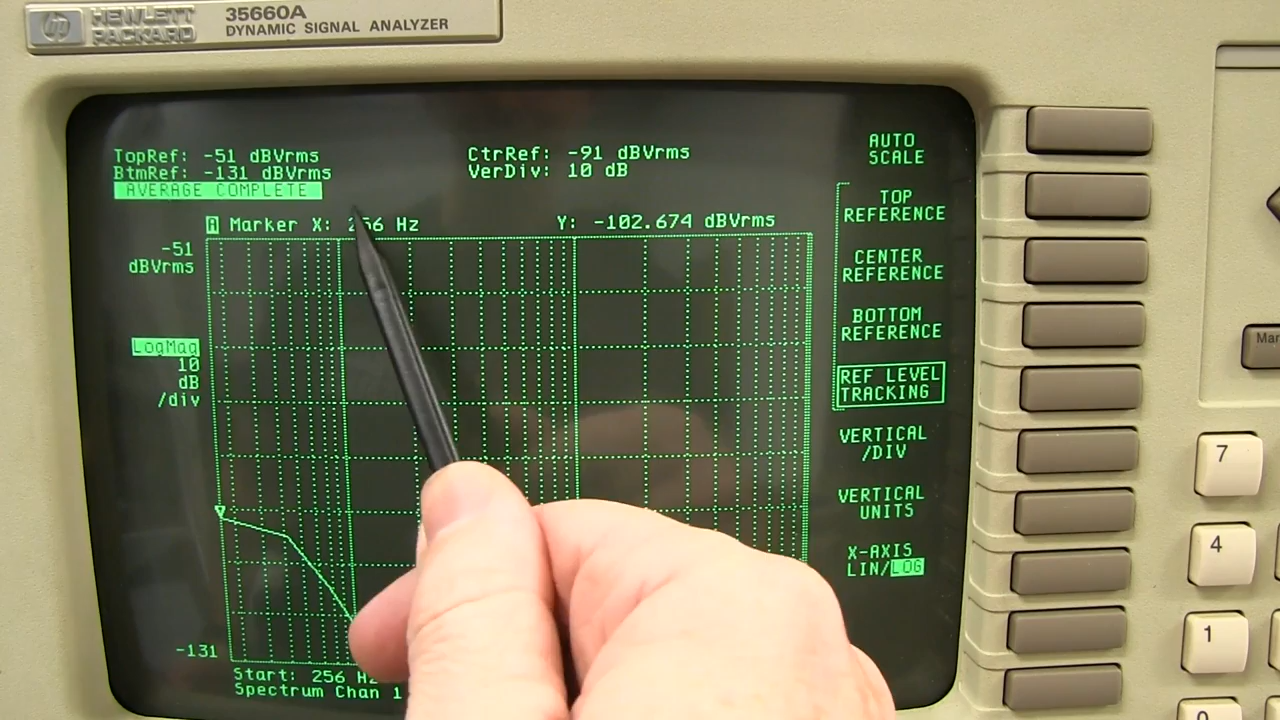 hp HEWLETT PACKARD
35660A
DYNAMIC SIGNAL ANALYZER
TopRef: -51 dBVrms
BtmRef: -131 dBVrms
AVERAGE COMPLETE
CtrRef: -91 dBVrms
VerDiv: 10 dB
A Marker X: 256 Hz Y: -102.674 dBVrms
-51
dBVrms
LogMag
10
dB
/div
-131
Start: 256 Hz
Spectrum Chan 1
AUTO
SCALE
TOP
REFERENCE
CENTER
REFERENCE
BOTTOM
REFERENCE
REF LEVEL
TRACKING
VERTICAL
/DIV
VERTICAL
UNITS
X-AXIS
LIN/LOG
7
4
1
0